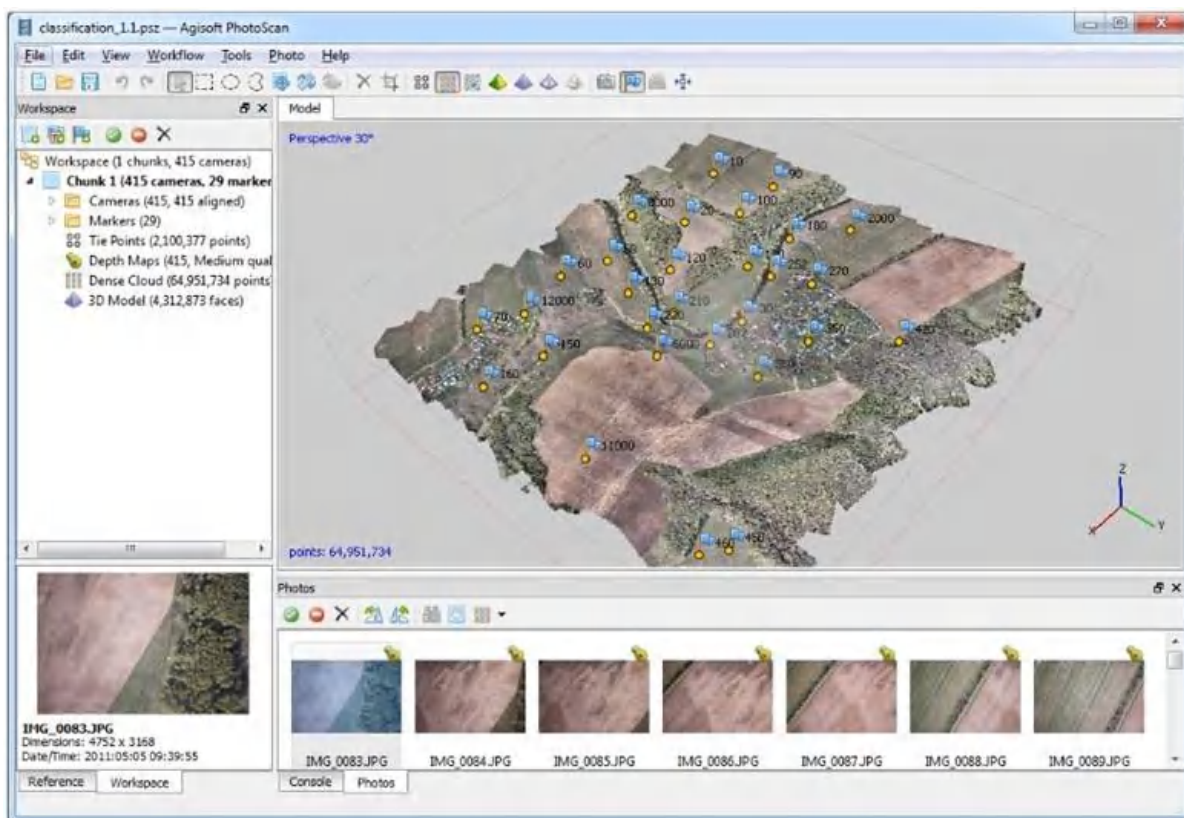 classification_1.1.psz — Agisoft PhotoScan
File Edit View Workflow Tools Photo Help
Workspace
Model
Perspective 30°
Workspace (1 chunks, 415 cameras)
Chunk 1 (415 cameras, 29 marker
Cameras (415, 415 aligned)
Markers (29)
Tie Points (2,100,377 points)
Depth Maps (415, Medium qual
Dense Cloud (64,951,734 points
3D Model (4,312,873 faces)
10
90
20
100
180
2000
60
120
252
270
12000
130
210
70
220
150
6000
160
11000
450
Z
X
Y
points: 64,951,734
Photos
IMG_0083.JPG
Dimensions: 4752 x 3168
Date/Time: 2011:05:05 09:39:55
IMG_0083.JPG IMG_0084.JPG IMG_0085.JPG IMG_0086.JPG IMG_0087.JPG IMG_0088.JPG IMG_0089.JPG
Reference Workspace
Console Photos